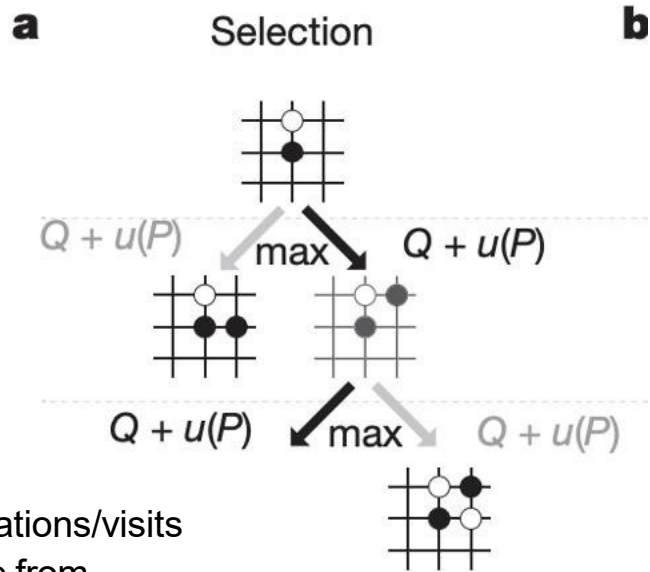 a Selection b
Q + u(P) max Q + u(P)
Q + u(P) max Q + u(P)
ations/visits
from